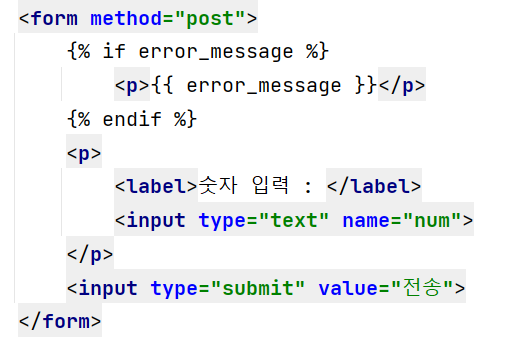 <form method="post">
{% if error_message %}
<p>{{ error_message }}</p>
{% endif %}
<p>
<label>숫자 입력 : </label>
<input type="text" name="num">
</p>
<input type="submit" value="전송">
</form>